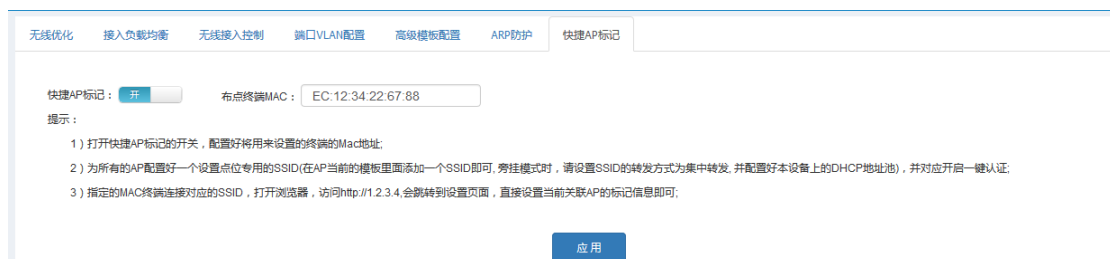 无线优化 接入负载均衡 无线接入控制 端口VLAN配置 高级模板配置 ARP防护 快捷AP标记
快捷AP标记： 开 布点终端MAC： EC:12:34:22:67:88
提示：
1）打开快捷AP标记的开关，配置好将用来设置的终端的Mac地址;
2）为所有的AP配置好一个设置点位专用的SSID(在AP当前的模板里面添加一个SSID即可, 旁挂模式时，请设置SSID的转发方式为集中转发, 并配置好本设备上的DHCP地址池)，并对应开启一键认证;
3）指定的MAC终端连接对应的SSID，打开浏览器，访问http://1.2.3.4,会跳转到设置页面，直接设置当前关联AP的标记信息即可;
应用